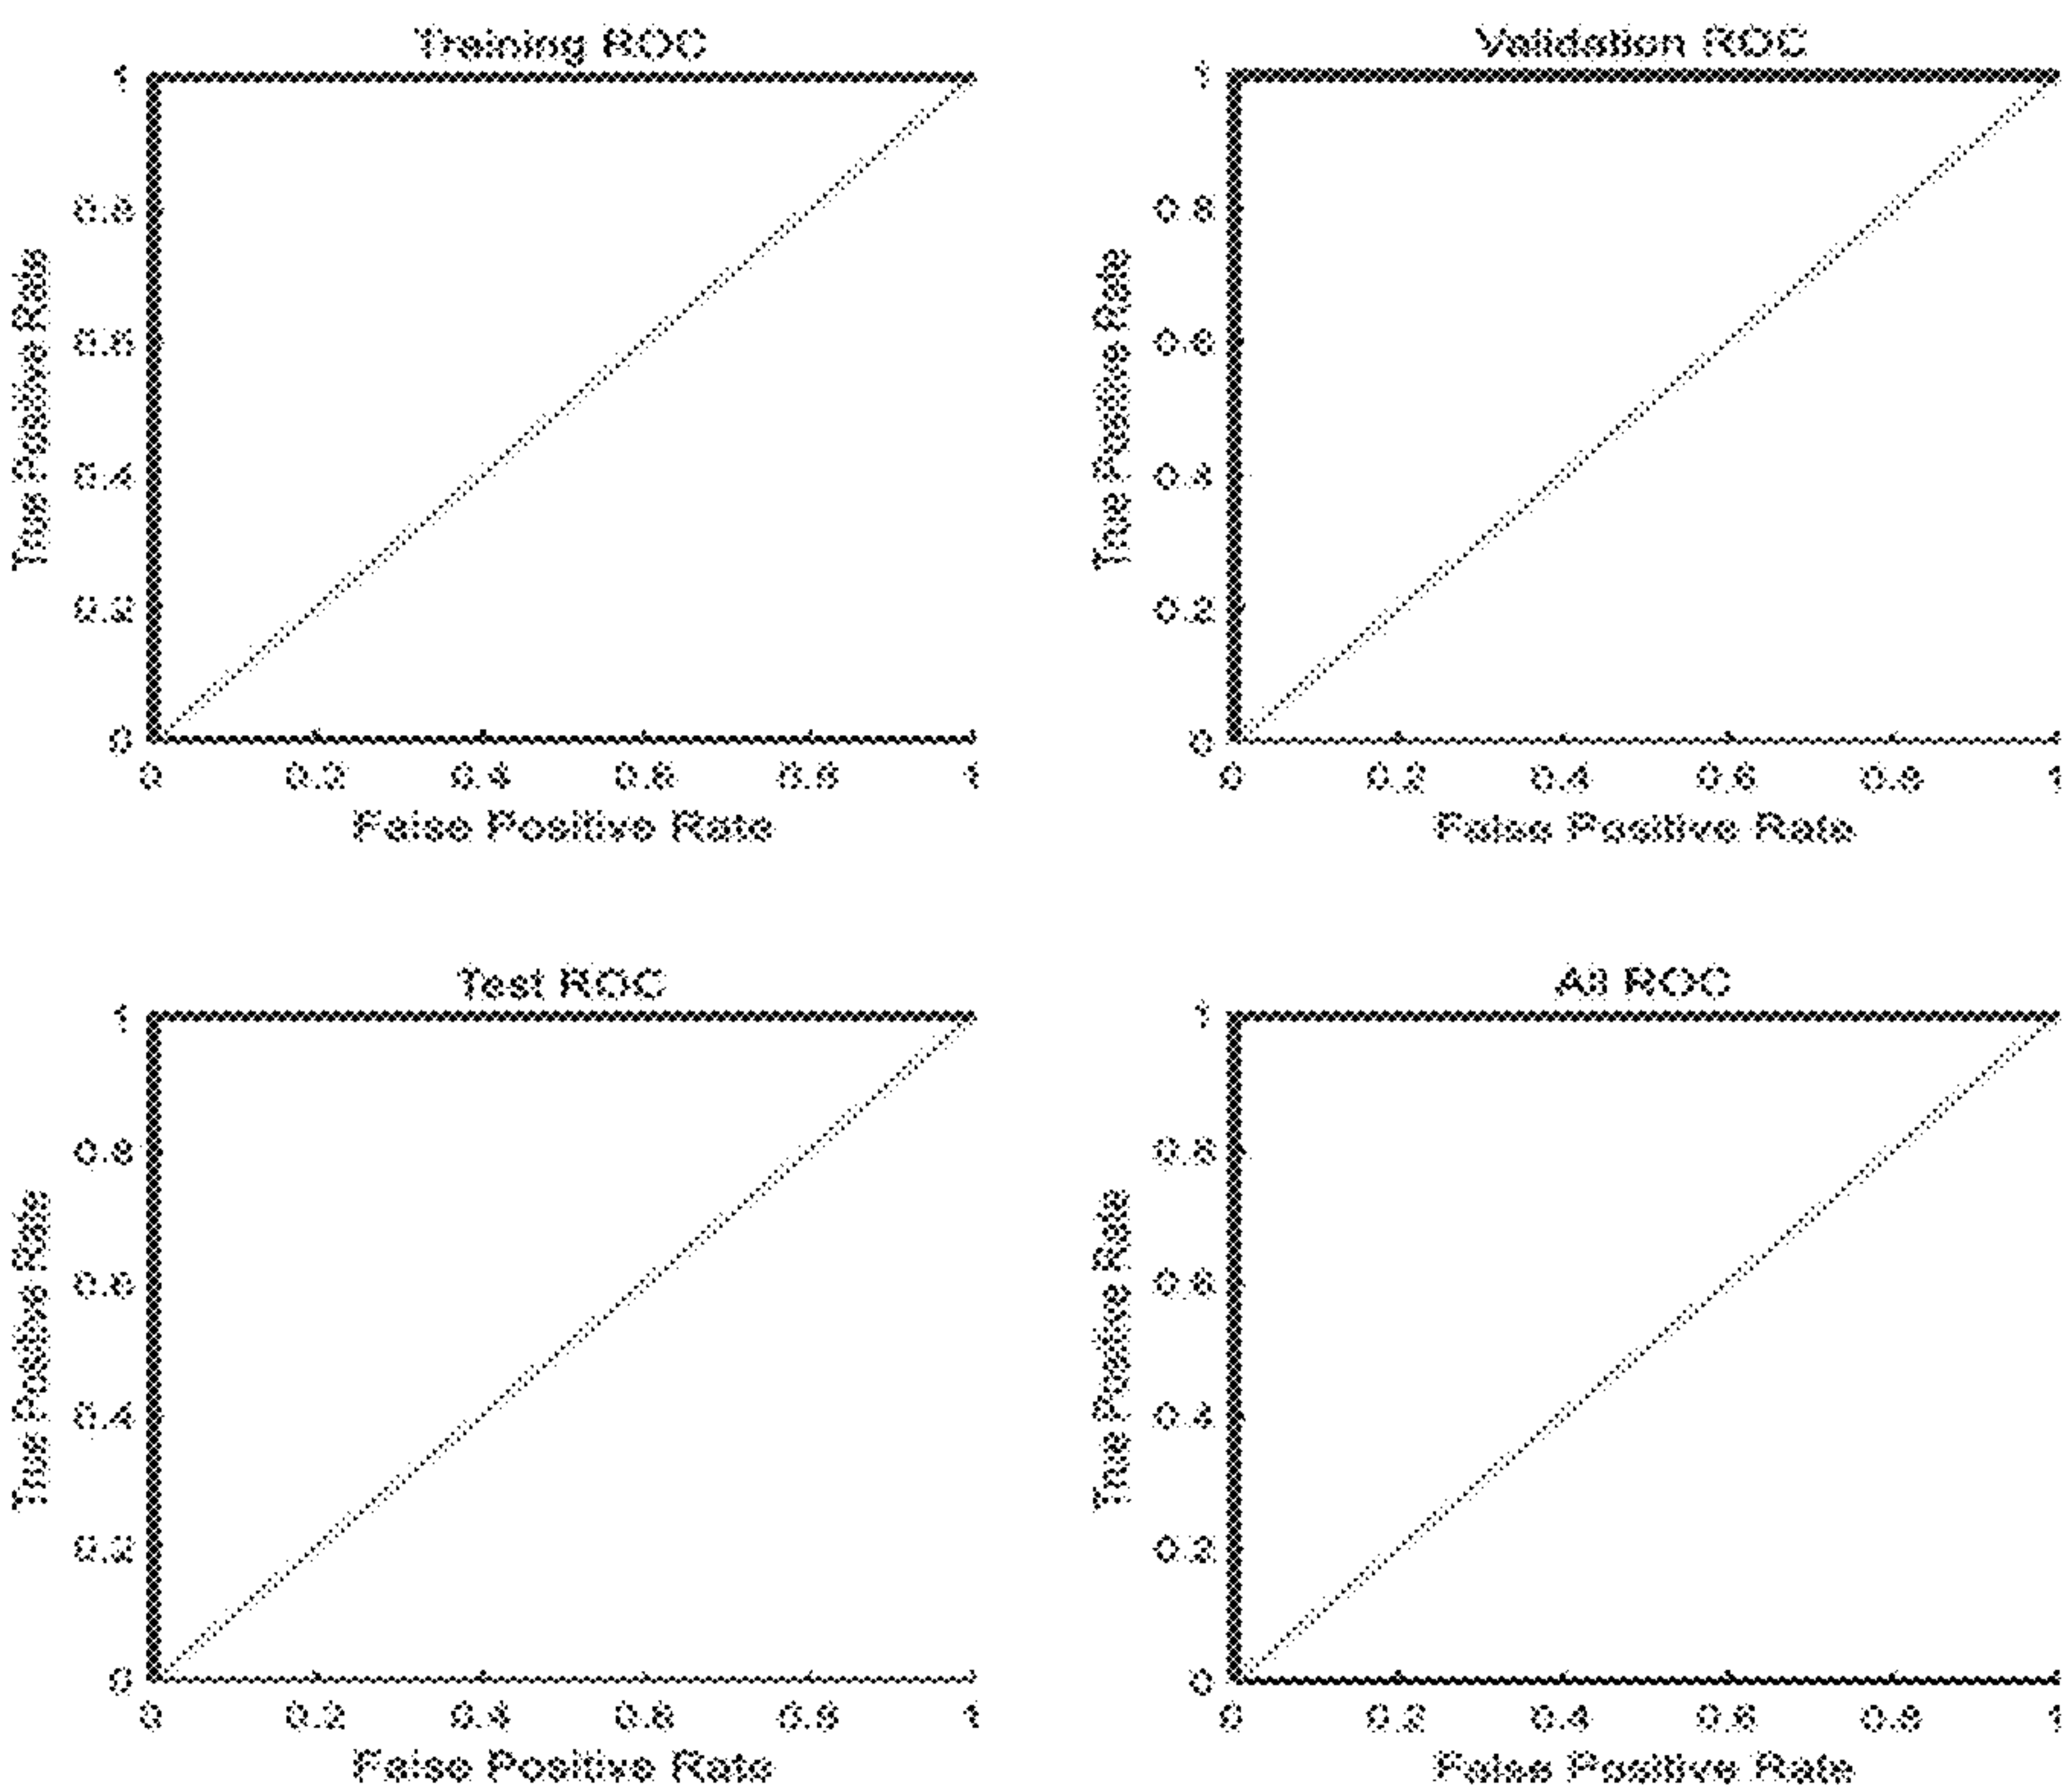 Training ROC
1
0.8
0.6
0.4
0.2
0
True Positive Rate
0 0.2 0.4 0.6 0.8 1
False Positive Rate
Validation ROC
1
0.8
0.6
0.4
0.2
0
True Positive Rate
0 0.2 0.4 0.6 0.8 1
False Positive Rate
Test ROC
1
0.8
0.6
0.4
0.2
0
True Positive Rate
0 0.2 0.4 0.6 0.8 1
False Positive Rate
All ROC
1
0.8
0.6
0.4
0.2
0
True Positive Rate
0 0.2 0.4 0.6 0.8 1
False Positive Rate